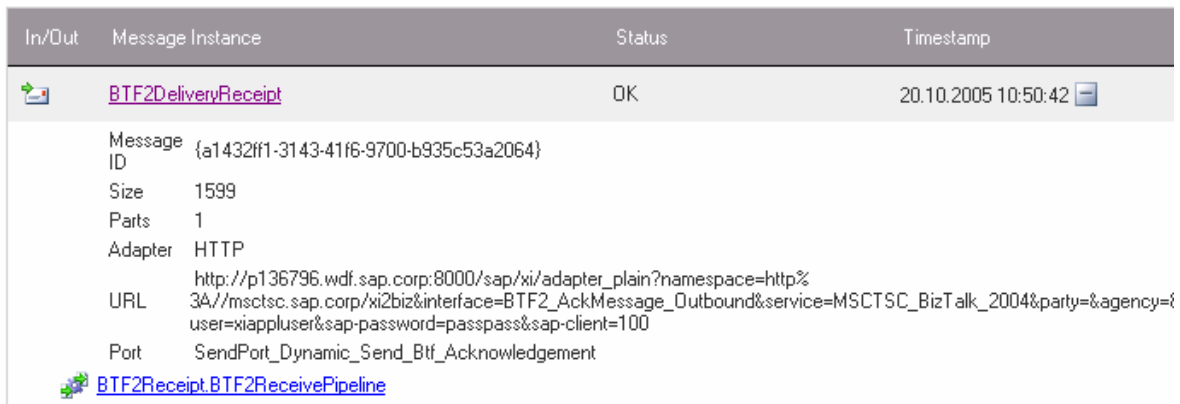 In/Out Message Instance Status Timestamp
BTF2DeliveryReceipt OK 20.10.2005 10:50:42
Message ID {a1432ff1-3143-41f6-9700-b935c53a2064}
Size 1599
Parts 1
Adapter HTTP
URL http://p136796.wdf.sap.corp:8000/sap/xi/adapter_plain?namespace=http%
3A//msctsc.sap.corp/xi2biz&interface=BTF2_AckMessage_Outbound&service=MSCTSC_BizTalk_2004&party=&agency=&
user=xiappluser&sap-password=passpass&sap-client=100
Port SendPort_Dynamic_Send_Btf_Acknowledgement
BTF2Receipt.BTF2ReceivePipeline